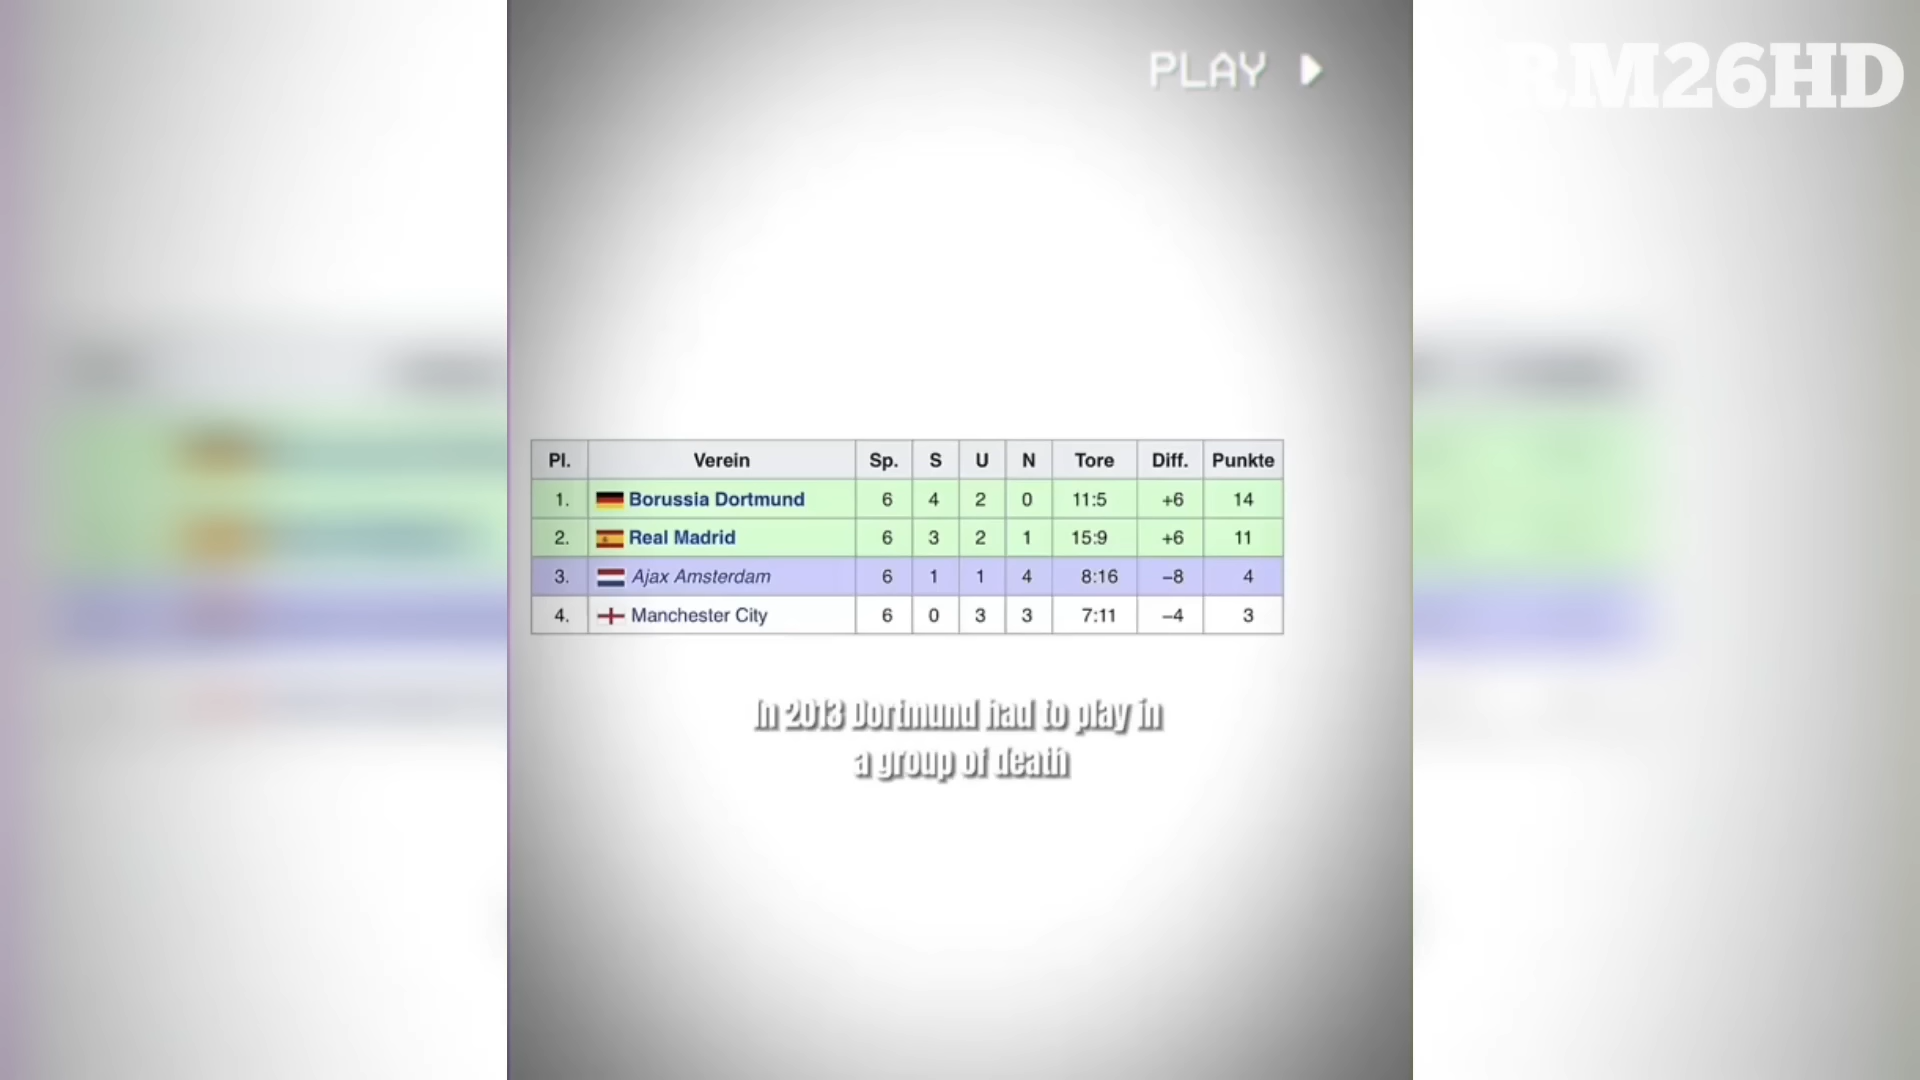 PLAY
RM26HD
Pl. Verein Sp. S U N Tore Diff. Punkte
1. Borussia Dortmund 6 4 2 0 11:5 +6 14
2. Real Madrid 6 3 2 1 15:9 +6 11
3. Ajax Amsterdam 6 1 1 4 8:16 −8 4
4. Manchester City 6 0 3 3 7:11 −4 3
In 2013 Dortmund had to play in
a group of death